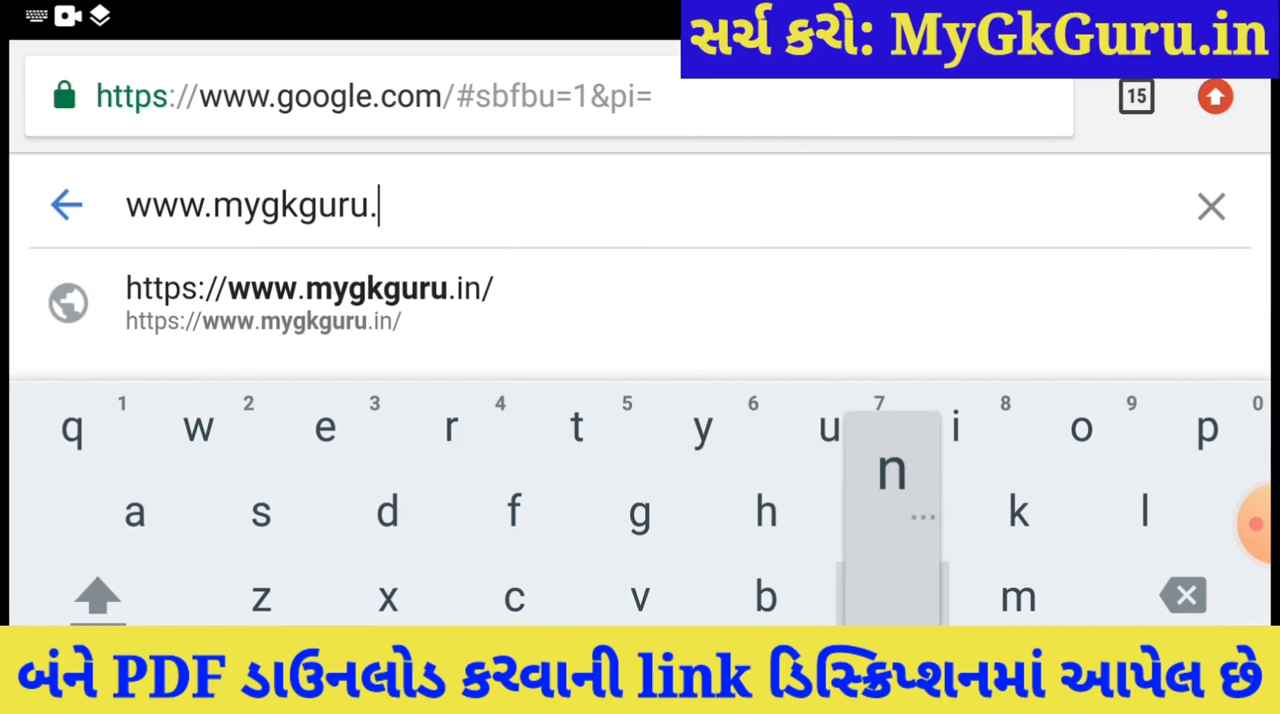 સર્ચ કરો: MyGkGuru.in
https://www.google.com/#sbfbu=1&pi=
15
www.mygkguru.
https://www.mygkguru.in/
https://www.mygkguru.in/
1 2 3 4 5 6 7 8 9 0
q w e r t y u i o p
n
a s d f g h k l
z x c v b m
બંને PDF ડાઉનલોડ કરવાની link ડિસ્ક્રિપ્શનમાં આપેલ છે